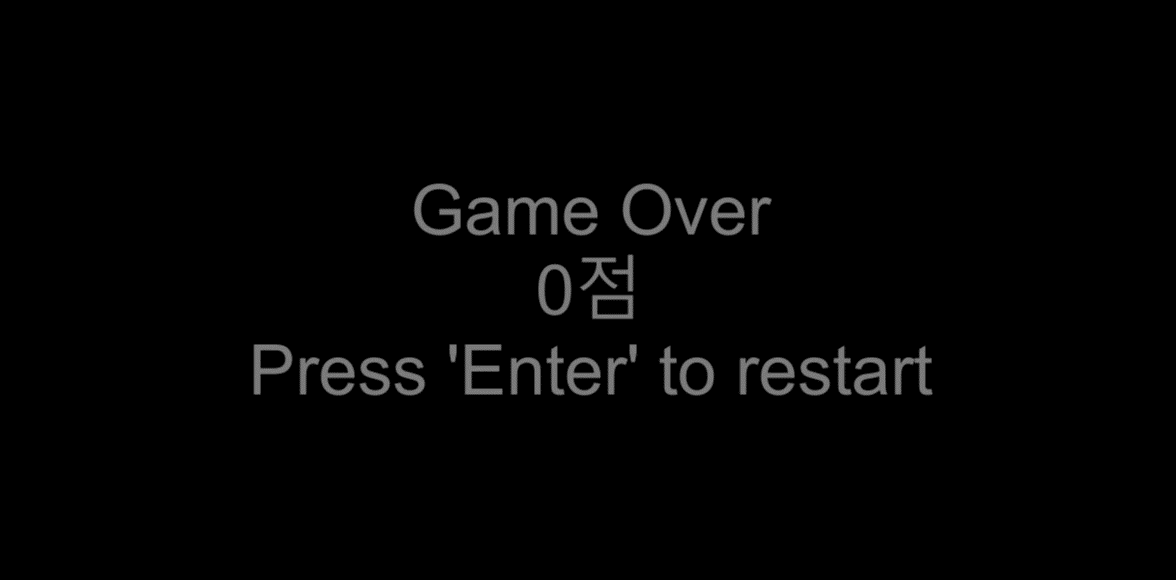 Game Over
0점
Press 'Enter' to restart